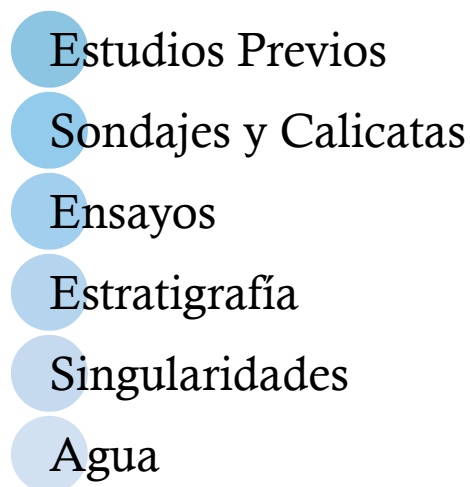 Estudios Previos
Sondajes y Calicatas
Ensayos
Estratigrafía
Singularidades
Agua